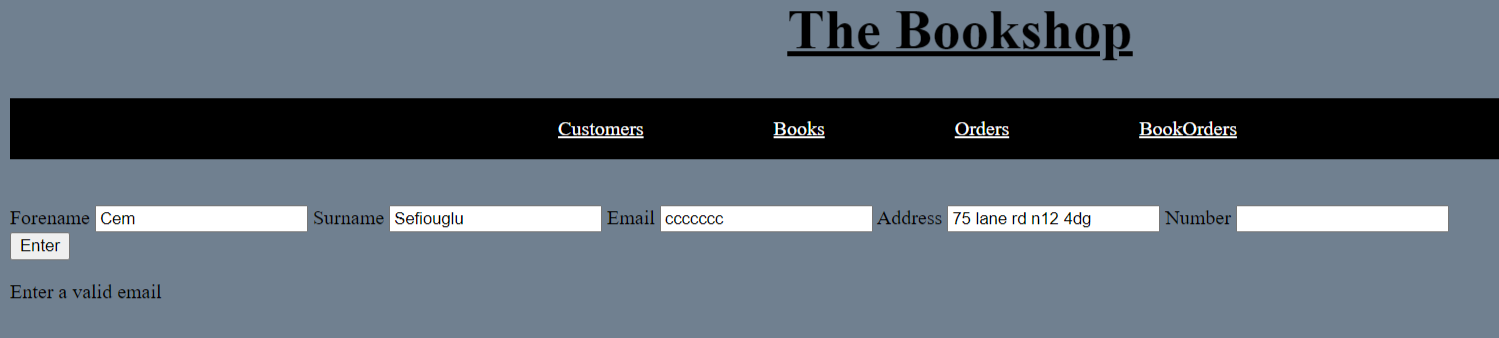 The Bookshop
Customers Books Orders BookOrders
Forename Cem Surname Sefiouglu Email ccccccc Address 75 lane rd n12 4dg Number
Enter
Enter a valid email